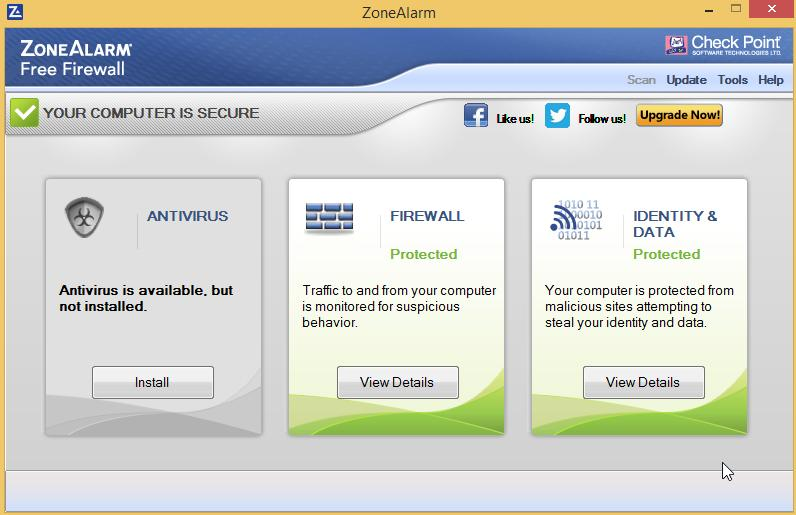 ZoneAlarm
ZONEALARM
Free Firewall
Check Point
SOFTWARE TECHNOLOGIES LTD.
Scan Update Tools Help
YOUR COMPUTER IS SECURE
Like us! Follow us! Upgrade Now!
ANTIVIRUS
Antivirus is available, but
not installed.
Install
FIREWALL
Protected
Traffic to and from your computer
is monitored for suspicious
behavior.
View Details
1010 11
0000010
0101
01011
IDENTITY &
DATA
Protected
Your computer is protected from
malicious sites attempting to
steal your identity and data.
View Details